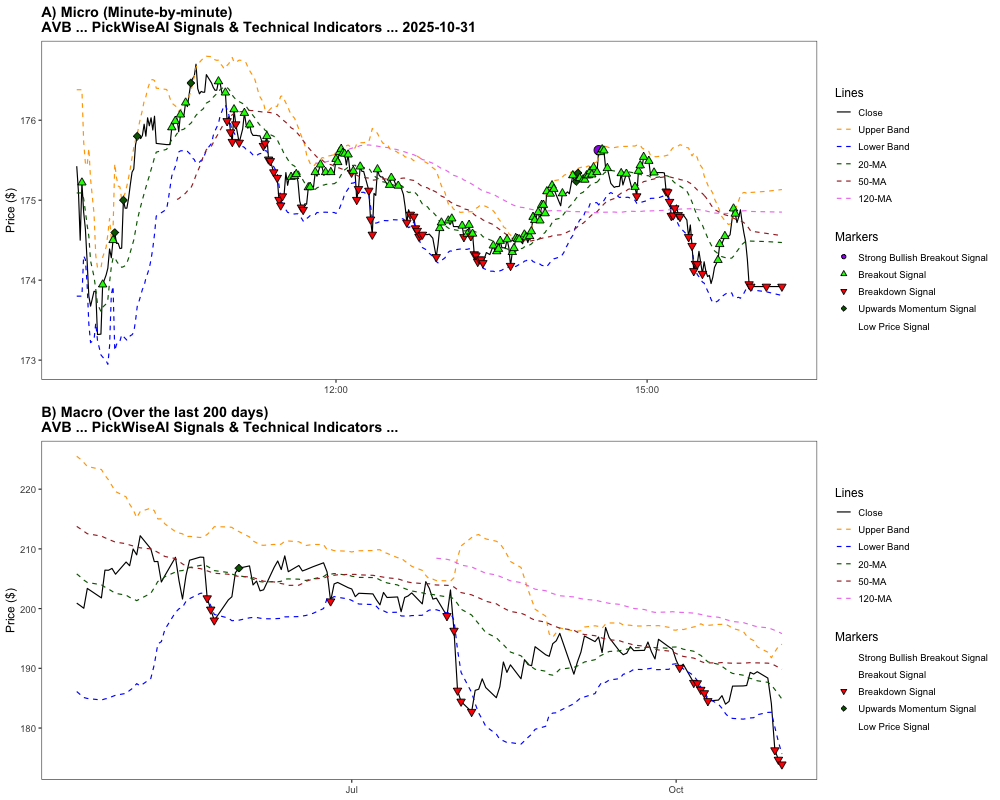 A) Micro (Minute-by-minute)
AVB ... PickWiseAI Signals & Technical Indicators ... 2025-10-31
Price ($)
176
175
174
173
12:00
15:00
Lines
Close
Upper Band
Lower Band
20-MA
50-MA
120-MA
Markers
Strong Bullish Breakout Signal
Breakout Signal
Breakdown Signal
Upwards Momentum Signal
Low Price Signal
B) Macro (Over the last 200 days)
AVB ... PickWiseAI Signals & Technical Indicators ...
Price ($)
220
210
200
190
180
Jul
Oct
Lines
Close
Upper Band
Lower Band
20-MA
50-MA
120-MA
Markers
Strong Bullish Breakout Signal
Breakout Signal
Breakdown Signal
Upwards Momentum Signal
Low Price Signal